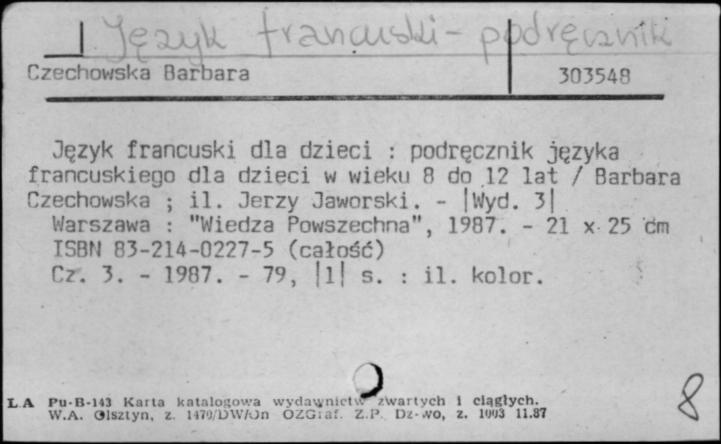 Język francuski - podręcznik
Czechowska Barbara
303548
Język francuski dla dzieci : podręcznik języka
francuskiego dla dzieci w wieku 8 do 12 lat / Barbara
Czechowska ; il. Jerzy Jaworski. - |Wyd. 3|
Warszawa : "Wiedza Powszechna", 1987. - 21 x 25 cm
ISBN 83-214-0227-5 (całość)
Cz. 3. - 1987. - 79, |1| s. : il. kolor.
LA Pu-B-143 Karta katalogowa wydawnictw zwartych i ciągłych.
W.A. Olsztyn, z. 1470/DW/On OZGraf. Z.P. Dz-wo, z. 1003 11.87
8